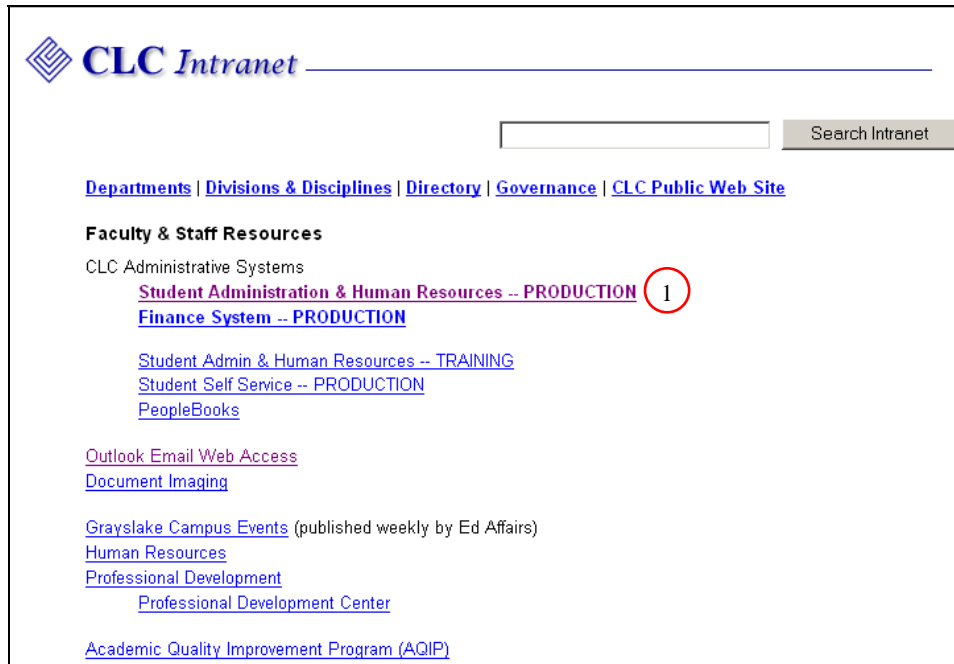 CLC Intranet
Search Intranet
Departments | Divisions & Disciplines | Directory | Governance | CLC Public Web Site
Faculty & Staff Resources
CLC Administrative Systems
Student Administration & Human Resources -- PRODUCTION 1
Finance System -- PRODUCTION
Student Admin & Human Resources -- TRAINING
Student Self Service -- PRODUCTION
PeopleBooks
Outlook Email Web Access
Document Imaging
Grayslake Campus Events (published weekly by Ed Affairs)
Human Resources
Professional Development
Professional Development Center
Academic Quality Improvement Program (AQIP)